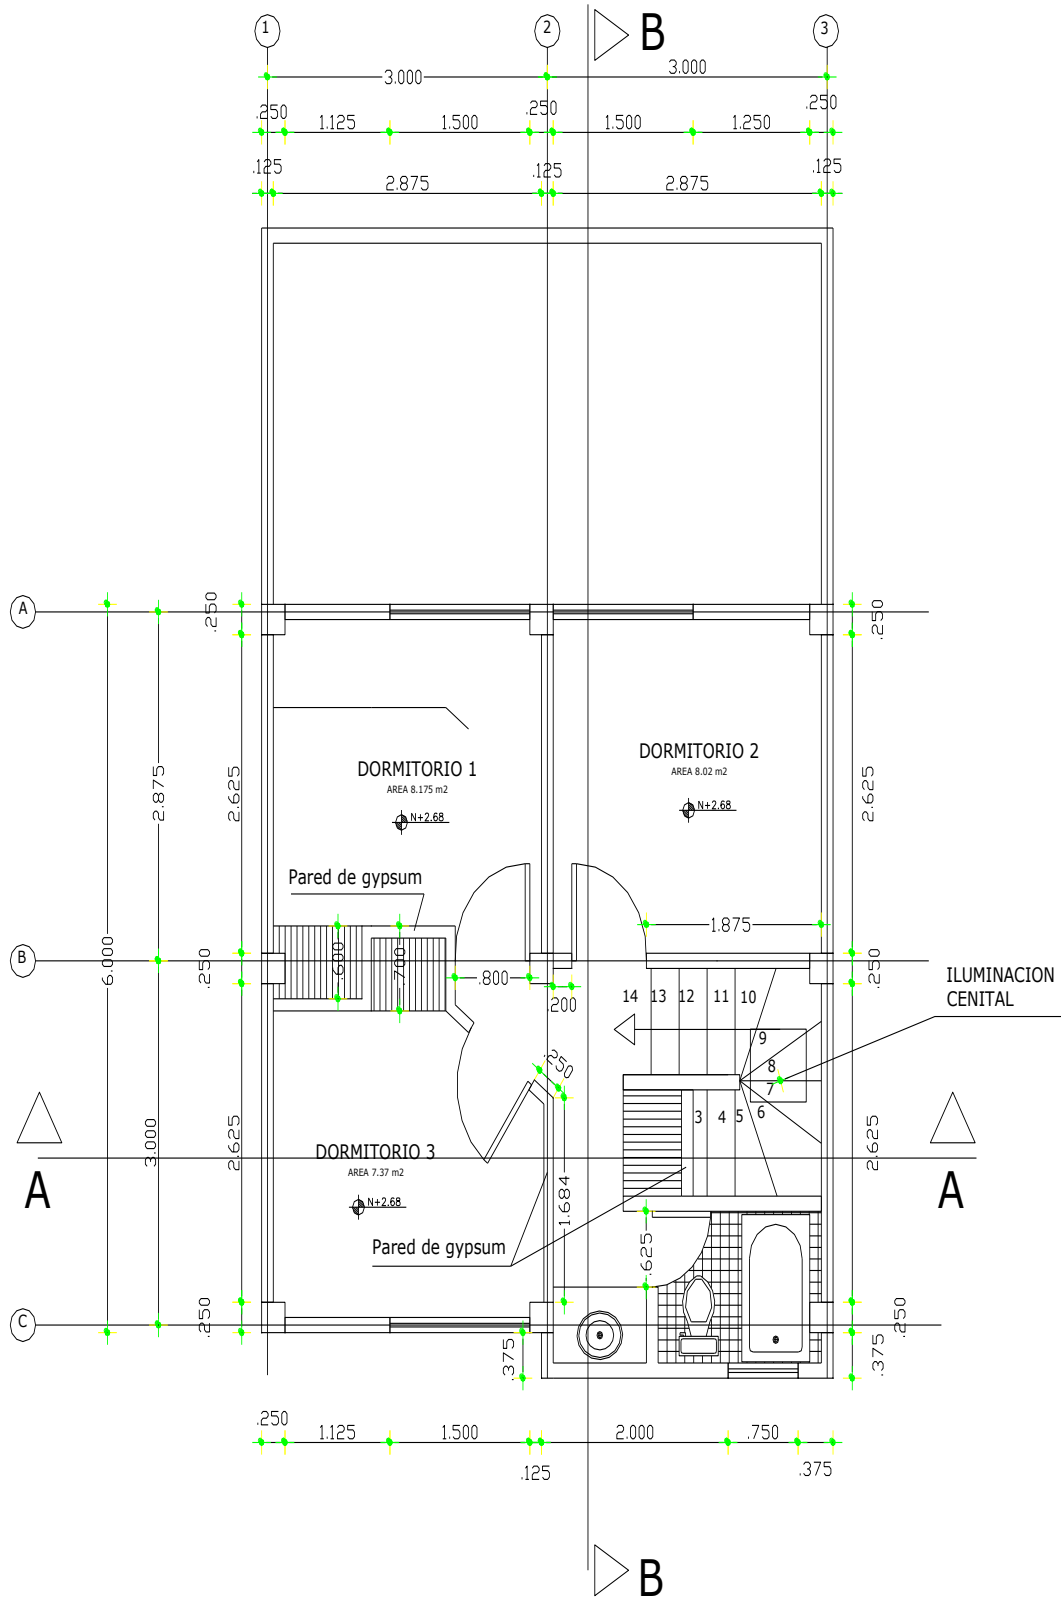 1
2
3
B
3.000
3.000
.250
.250
.250
1.125
1.500
1.500
1.250
.125
.125
.125
2.875
2.875
A
.250
.250
2.875
2.625
2.625
DORMITORIO 1
AREA 8.175 m2
N+2.68
DORMITORIO 2
AREA 8.02 m2
N+2.68
Pared de gypsum
1.875
B
6.000
.250
.600
.700
.800
.200
.250
ILUMINACION
CENITAL
14
13
12
11
10
9
8
7
6
5
4
3
.250
A
3.000
2.625
DORMITORIO 3
AREA 7.37 m2
N+2.68
1.684
2.625
A
Pared de gypsum
.625
C
.250
.375
.250
.375
.250
1.125
1.500
.125
2.000
.750
.375
B